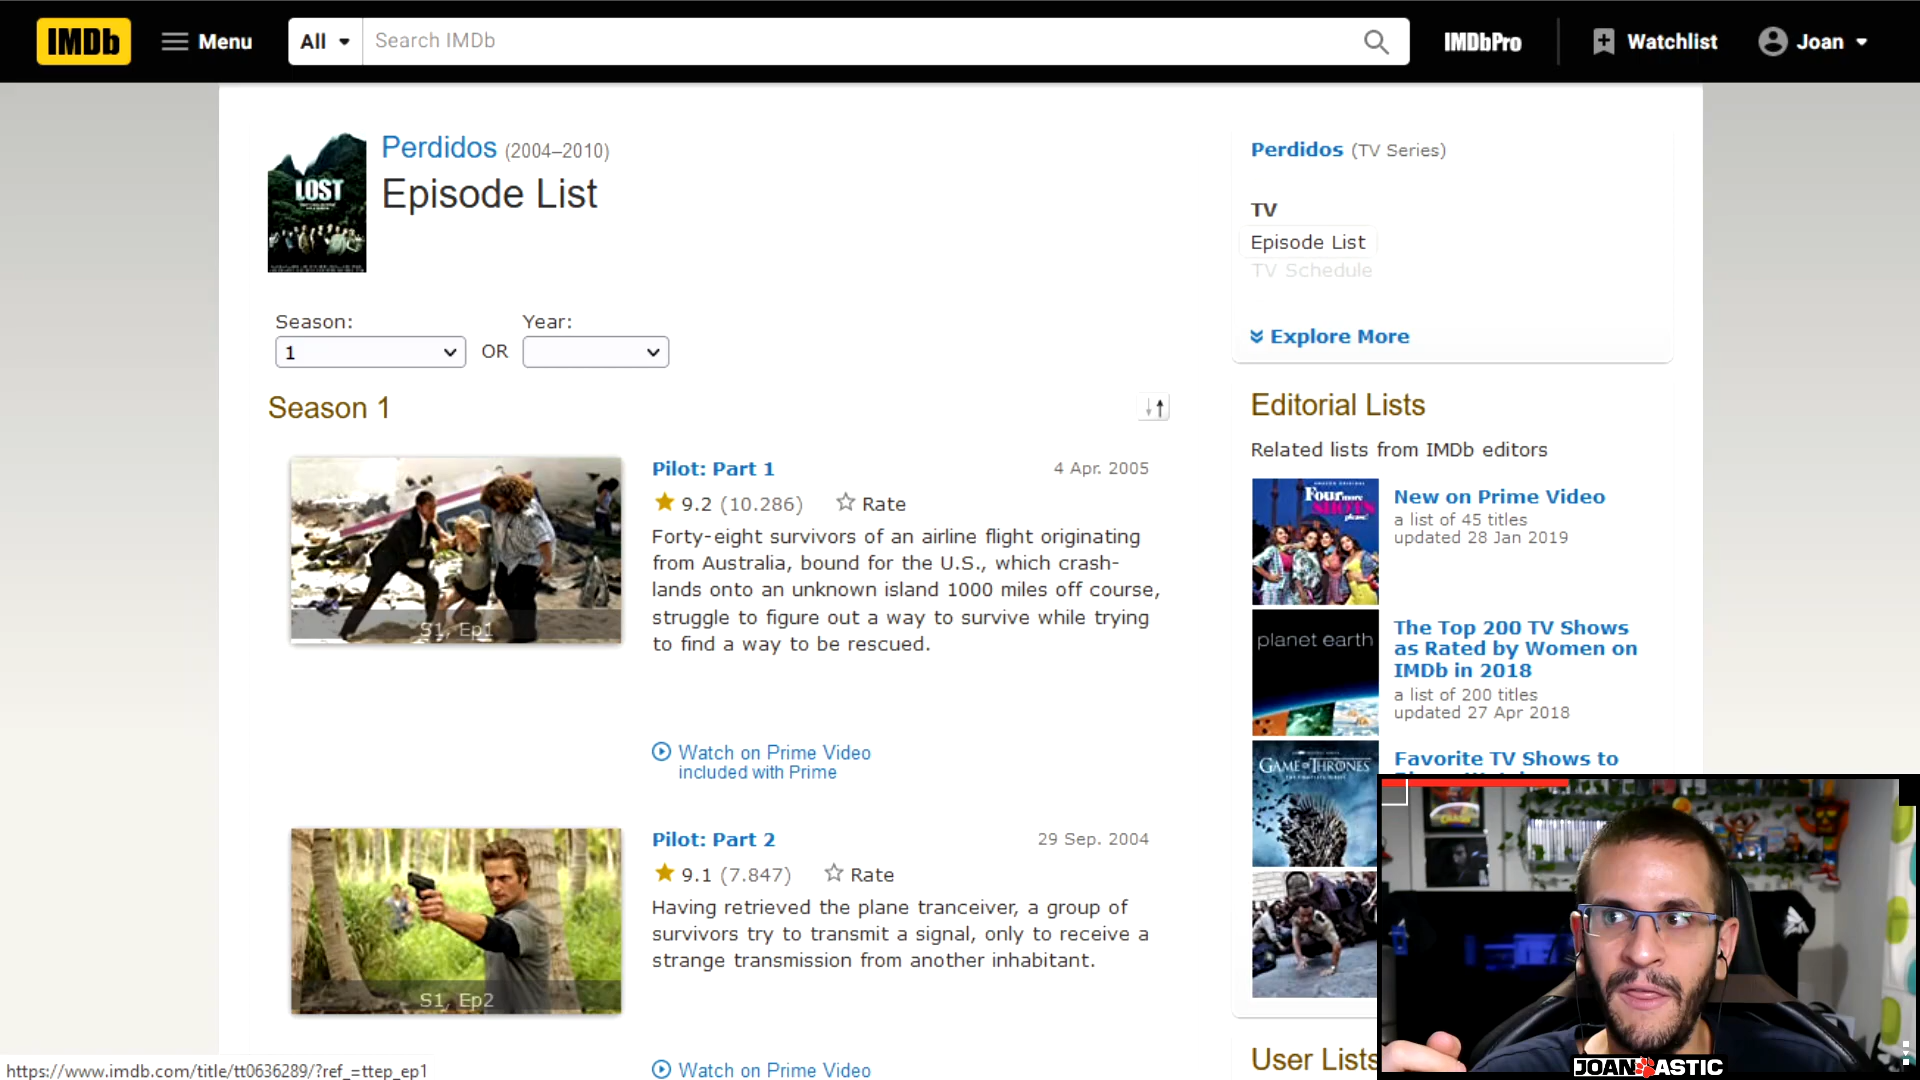 IMDb
Menu
All
Search IMDb
IMDbPro
Watchlist
Joan
LOST
Perdidos (2004–2010)
Episode List
Season:
1
OR
Year:
Season 1
S1, Ep1
Pilot: Part 1
4 Apr. 2005
9.2 (10.286)
Rate
Forty-eight survivors of an airline flight originating
from Australia, bound for the U.S., which crash-
lands onto an unknown island 1000 miles off course,
struggle to figure out a way to survive while trying
to find a way to be rescued.
Watch on Prime Video
included with Prime
S1, Ep2
Pilot: Part 2
29 Sep. 2004
9.1 (7.847)
Rate
Having retrieved the plane tranceiver, a group of
survivors try to transmit a signal, only to receive a
strange transmission from another inhabitant.
Watch on Prime Video
Perdidos (TV Series)
TV
Episode List
TV Schedule
Explore More
Editorial Lists
Related lists from IMDb editors
Four more
SHOTS
please!
New on Prime Video
a list of 45 titles
updated 28 Jan 2019
planet earth
The Top 200 TV Shows
as Rated by Women on
IMDb in 2018
a list of 200 titles
updated 27 Apr 2018
GAME OF THRONES
Favorite TV Shows to
User Lists
JOAN ASTIC
https://www.imdb.com/title/tt0636289/?ref_=ttep_ep1